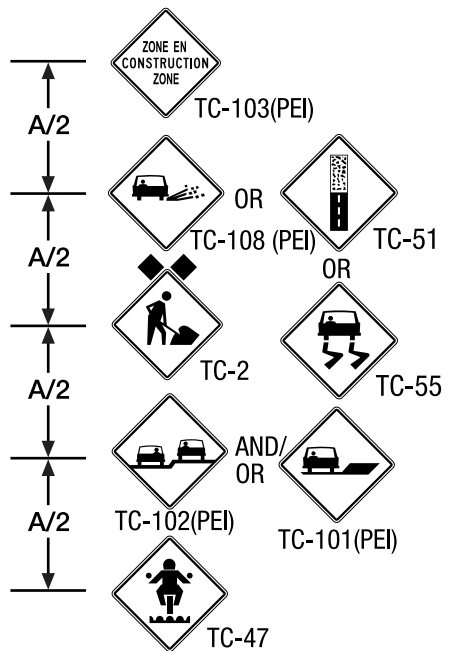 ZONE EN
CONSTRUCTION
ZONE
TC-103(PEI)
A/2
OR
TC-108 (PEI)
TC-51
A/2
OR
TC-2
TC-55
A/2
AND/
OR
TC-102(PEI)
TC-101(PEI)
A/2
TC-47